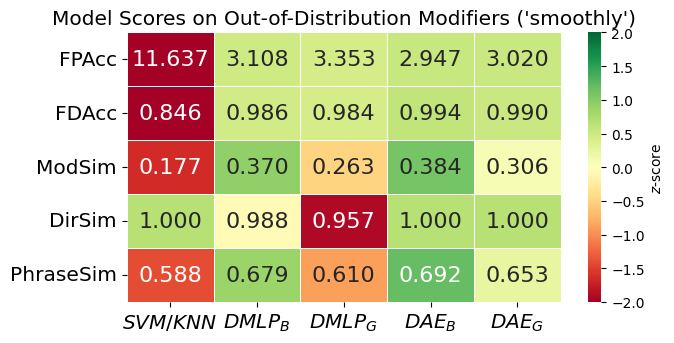 Model Scores on Out-of-Distribution Modifiers ('smoothly')
FPAcc 11.637 3.108 3.353 2.947 3.020
FDAcc 0.846 0.986 0.984 0.994 0.990
ModSim 0.177 0.370 0.263 0.384 0.306
DirSim 1.000 0.988 0.957 1.000 1.000
PhraseSim 0.588 0.679 0.610 0.692 0.653
SVM/KNN DMLP_B DMLP_G DAE_B DAE_G
2.0
1.5
1.0
0.5
0.0
−0.5
−1.0
−1.5
−2.0
z-score